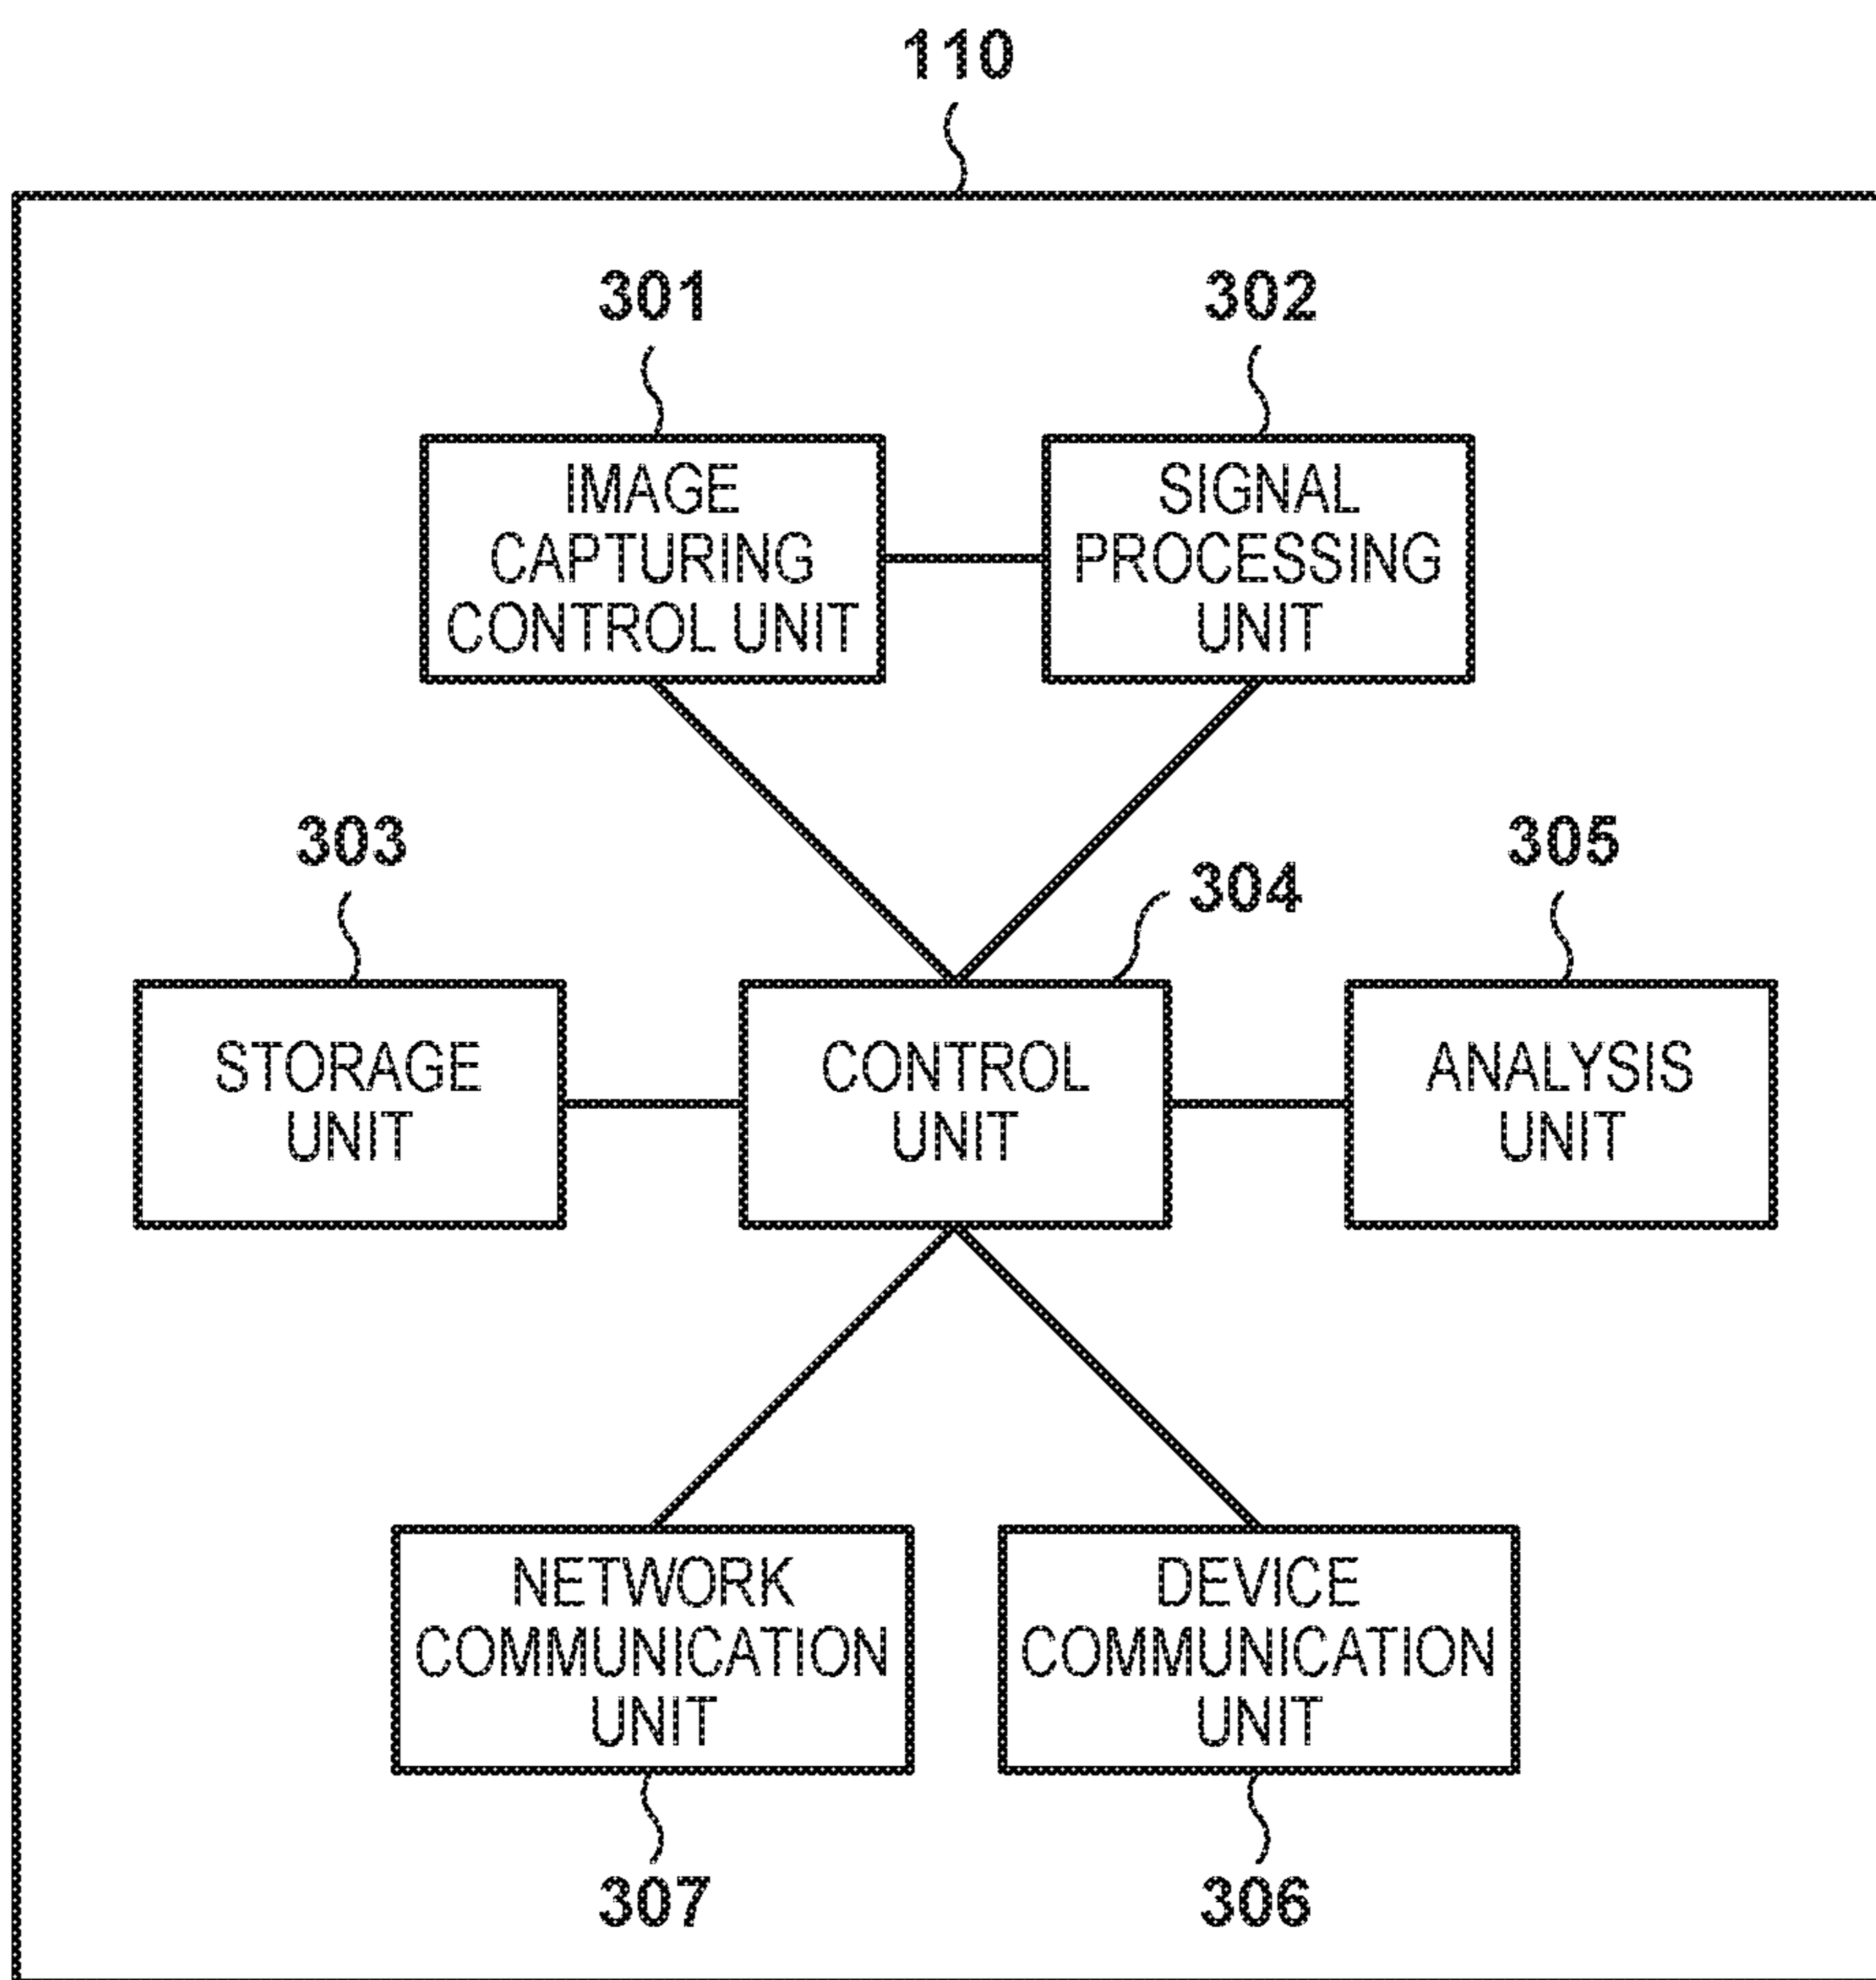 110
301
302
IMAGE
CAPTURING
CONTROL UNIT
SIGNAL
PROCESSING
UNIT
303
304
305
STORAGE
UNIT
CONTROL
UNIT
ANALYSIS
UNIT
NETWORK
COMMUNICATION
UNIT
DEVICE
COMMUNICATION
UNIT
307
306